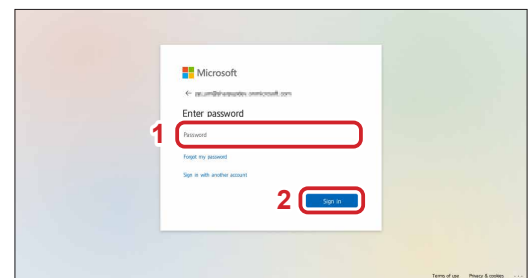 Microsoft
Enter password
1
Password
Forgot my password
Sign in with another account
2
Sign in
Terms of use Privacy & cookies ...